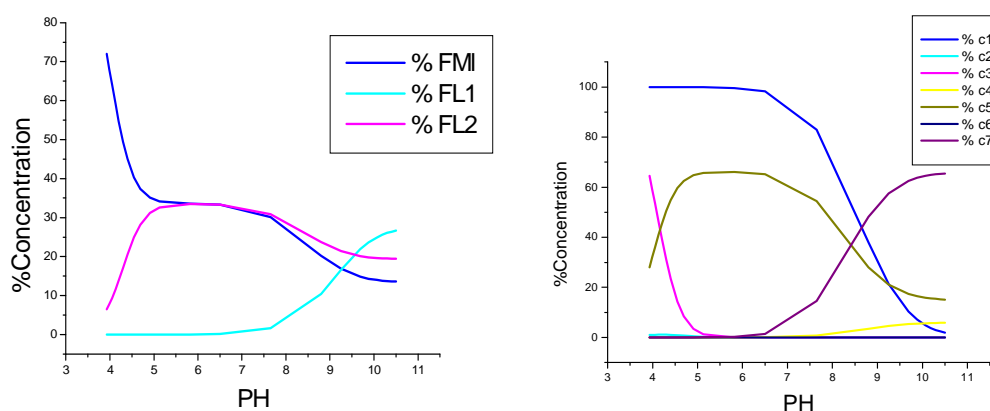 80
70
60
50
40
30
20
10
0
%Concentration
3 4 5 6 7 8 9 10 11
PH
% FMI
% FL1
% FL2
100
80
60
40
20
0
%Concentration
3 4 5 6 7 8 9 10 11
PH
% c1
% c2
% c3
% c4
% c5
% c6
% c7